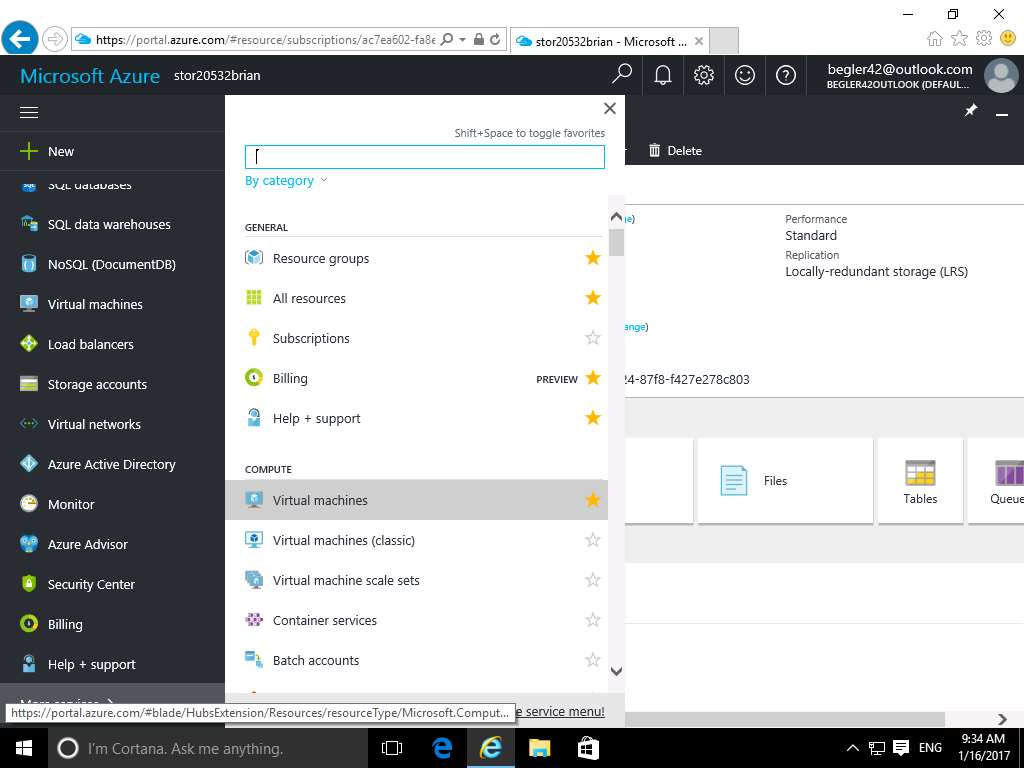 https://portal.azure.com/#resource/subscriptions/ac7ea602-fa8e
stor20532brian - Microsoft ...
Microsoft Azure
stor20532brian
begler42@outlook.com
BEGLER42OUTLOOK (DEFAUL...
New
SQL databases
SQL data warehouses
NoSQL (DocumentDB)
Virtual machines
Load balancers
Storage accounts
Virtual networks
Azure Active Directory
Monitor
Azure Advisor
Security Center
Billing
Help + support
More services
Shift+Space to toggle favorites
By category
GENERAL
Resource groups
All resources
Subscriptions
Billing
PREVIEW
Help + support
COMPUTE
Virtual machines
Virtual machines (classic)
Virtual machine scale sets
Container services
Batch accounts
e service menu!
Delete
ge)
Performance
Standard
Replication
Locally-redundant storage (LRS)
ange)
24-87f8-f427e278c803
Files
Tables
Queue
https://portal.azure.com/#blade/HubsExtension/Resources/resourceType/Microsoft.Comput...
I'm Cortana. Ask me anything.
ENG
9:34 AM
1/16/2017